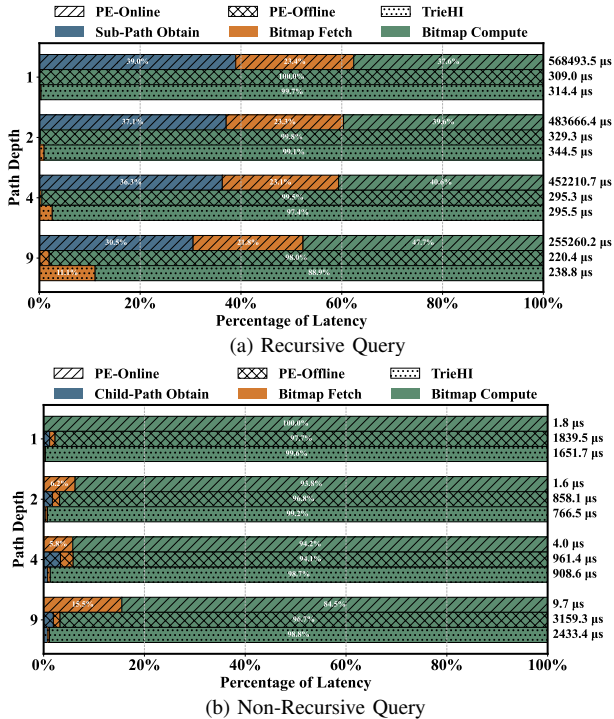 PE-Online PE-Offline TrieHI
Sub-Path Obtain Bitmap Fetch Bitmap Compute
39.0% 23.4% 37.6% 568493.5 μs
1 100.0% 309.0 μs
99.7% 314.4 μs
37.1% 23.3% 39.6% 483666.4 μs
2 99.8% 329.3 μs
99.1% 344.5 μs
36.3% 23.1% 40.6% 452210.7 μs
4 99.5% 295.3 μs
97.4% 295.5 μs
30.5% 21.8% 47.7% 255260.2 μs
9 98.0% 220.4 μs
11.1% 88.9% 238.8 μs
Path Depth
0% 20% 40% 60% 80% 100%
Percentage of Latency
(a) Recursive Query
PE-Online PE-Offline TrieHI
Child-Path Obtain Bitmap Fetch Bitmap Compute
100.0% 1.8 μs
1 97.7% 1839.5 μs
99.6% 1651.7 μs
6.2% 93.8% 1.6 μs
2 96.8% 858.1 μs
99.2% 766.5 μs
5.8% 94.2% 4.0 μs
4 94.1% 961.4 μs
98.7% 908.6 μs
15.5% 84.5% 9.7 μs
9 96.7% 3159.3 μs
98.8% 2433.4 μs
Path Depth
0% 20% 40% 60% 80% 100%
Percentage of Latency
(b) Non-Recursive Query